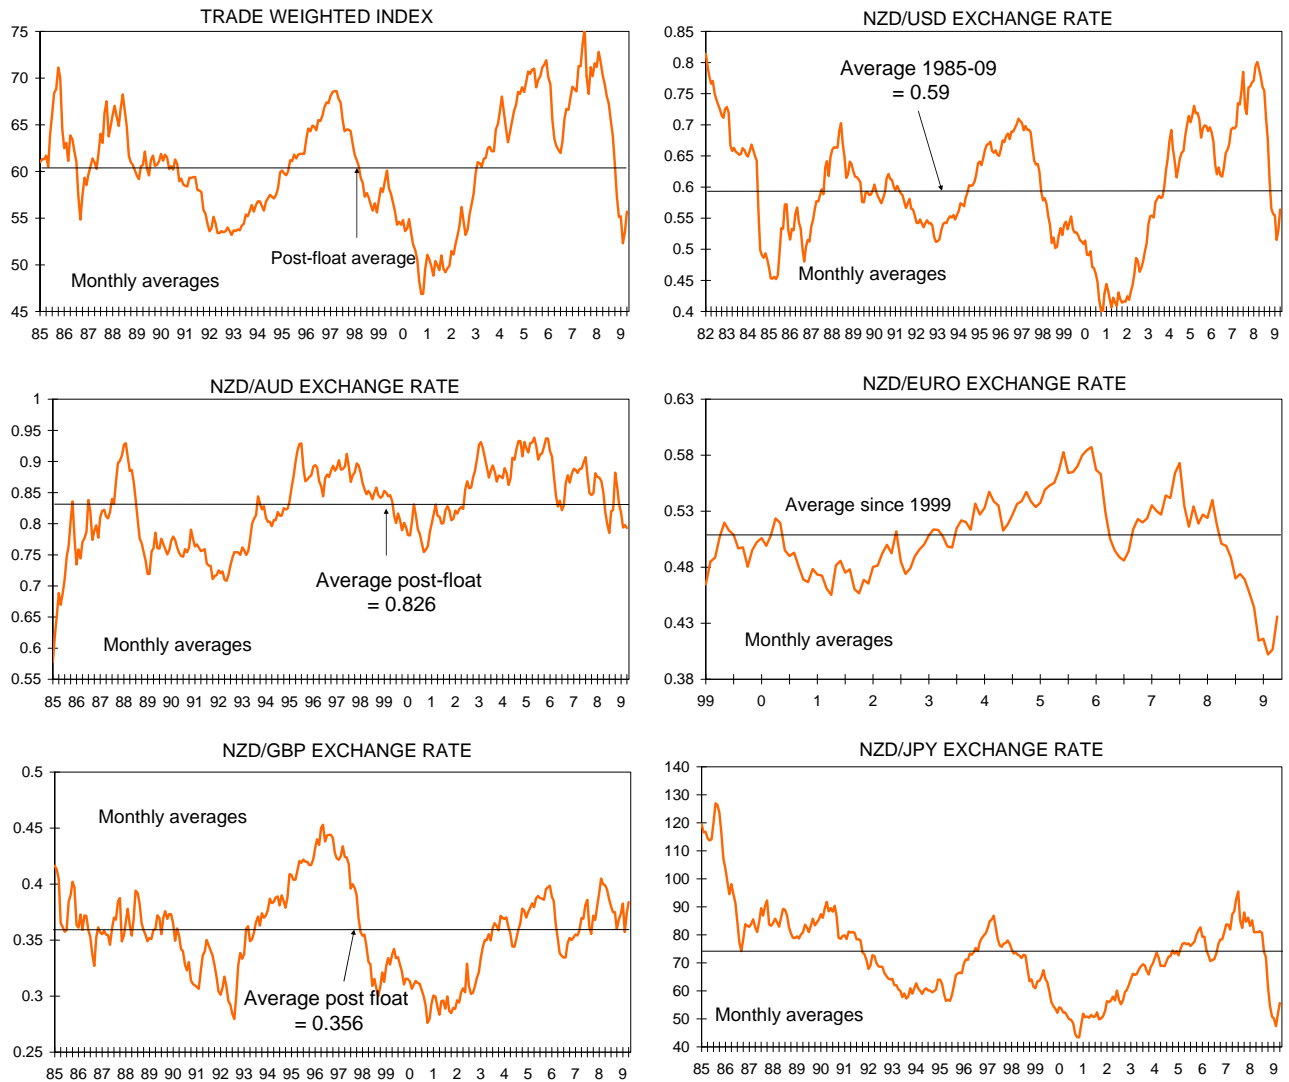 TRADE WEIGHTED INDEX
75
70
65
60
55
50
45
Post-float average
Monthly averages
85 86 87 88 89 90 91 92 93 94 95 96 97 98 99 0 1 2 3 4 5 6 7 8 9
NZD/USD EXCHANGE RATE
0.85
0.8
0.75
0.7
0.65
0.6
0.55
0.5
0.45
0.4
Average 1985-09
= 0.59
Monthly averages
82 83 84 85 86 87 88 89 90 91 92 93 94 95 96 97 98 99 0 1 2 3 4 5 6 7 8 9
NZD/AUD EXCHANGE RATE
1
0.95
0.9
0.85
0.8
0.75
0.7
0.65
0.6
0.55
Average post-float
= 0.826
Monthly averages
85 86 87 88 89 90 91 92 93 94 95 96 97 98 99 0 1 2 3 4 5 6 7 8 9
NZD/EURO EXCHANGE RATE
0.63
0.58
0.53
0.48
0.43
0.38
Average since 1999
Monthly averages
99 0 1 2 3 4 5 6 7 8 9
NZD/GBP EXCHANGE RATE
0.5
0.45
0.4
0.35
0.3
0.25
Monthly averages
Average post float
= 0.356
85 86 87 88 89 90 91 92 93 94 95 96 97 98 99 0 1 2 3 4 5 6 7 8 9
NZD/JPY EXCHANGE RATE
140
130
120
110
100
90
80
70
60
50
40
Monthly averages
85 86 87 88 89 90 91 92 93 94 95 96 97 98 99 0 1 2 3 4 5 6 7 8 9